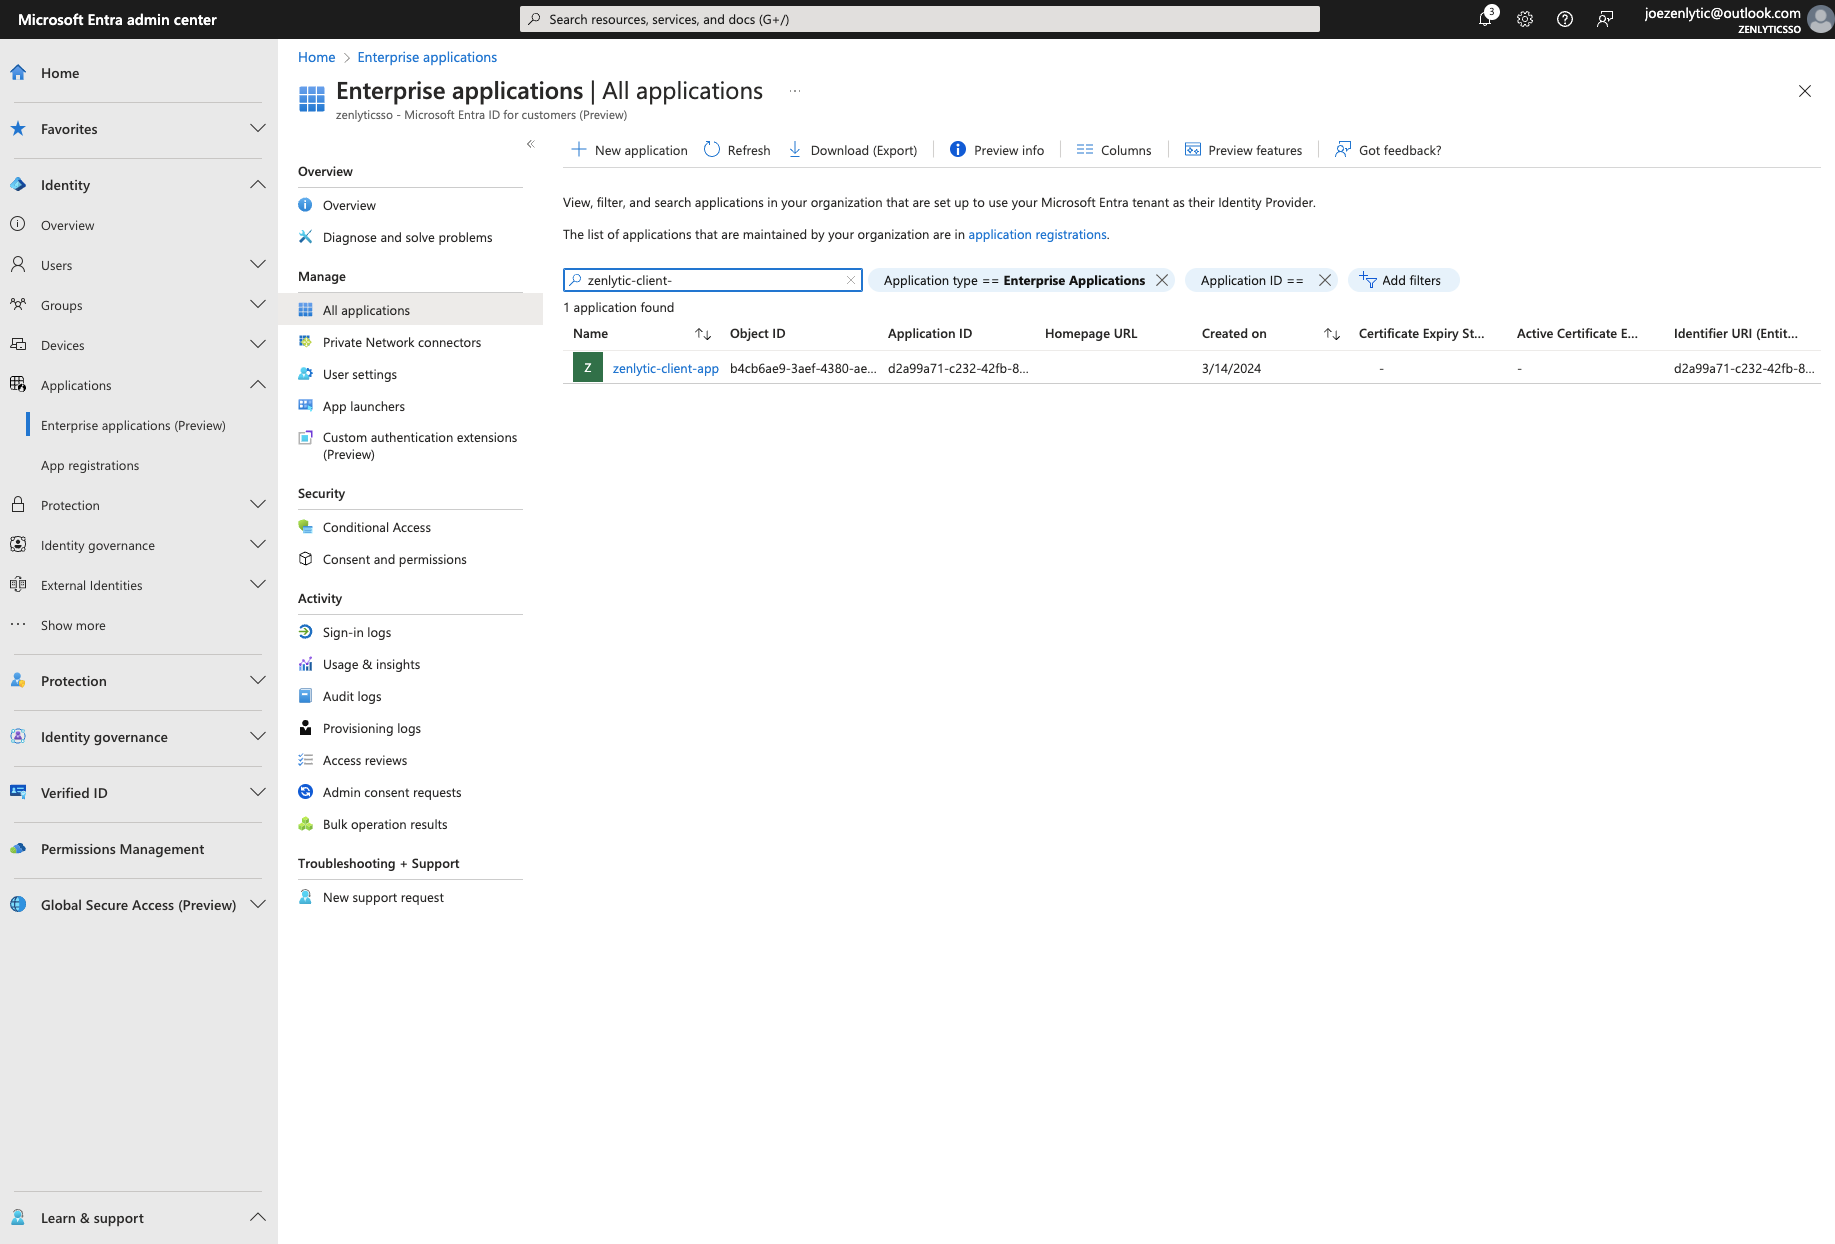 Microsoft Entra admin center
Search resources, services, and docs (G+/)
3
joezenlytic@outlook.com
ZENLYTICSSO
Home
Favorites
Identity
Overview
Users
Groups
Devices
Applications
Enterprise applications (Preview)
App registrations
Protection
Identity governance
External Identities
Show more
Protection
Identity governance
Verified ID
Permissions Management
Global Secure Access (Preview)
Learn & support
Home > Enterprise applications
Enterprise applications | All applications ...
zenlyticsso - Microsoft Entra ID for customers (Preview)
Overview
Overview
Diagnose and solve problems
Manage
All applications
Private Network connectors
User settings
App launchers
Custom authentication extensions
(Preview)
Security
Conditional Access
Consent and permissions
Activity
Sign-in logs
Usage & insights
Audit logs
Provisioning logs
Access reviews
Admin consent requests
Bulk operation results
Troubleshooting + Support
New support request
New application Refresh Download (Export) Preview info Columns Preview features Got feedback?
View, filter, and search applications in your organization that are set up to use your Microsoft Entra tenant as their Identity Provider.
The list of applications that are maintained by your organization are in application registrations.
zenlytic-client- Application type == Enterprise Applications Application ID == Add filters
1 application found
Name Object ID Application ID Homepage URL Created on Certificate Expiry St... Active Certificate E... Identifier URI (Entit...
Z zenlytic-client-app b4cb6ae9-3aef-4380-ae... d2a99a71-c232-42fb-8... 3/14/2024 - - d2a99a71-c232-42fb-8...